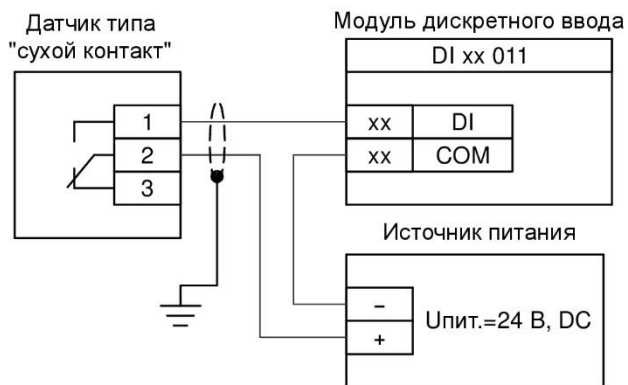 Датчик типа
"сухой контакт"
Модуль дискретного ввода
DI xx 011
1
2
3
xx DI
xx COM
Источник питания
–
+
Uпит.=24 В, DC